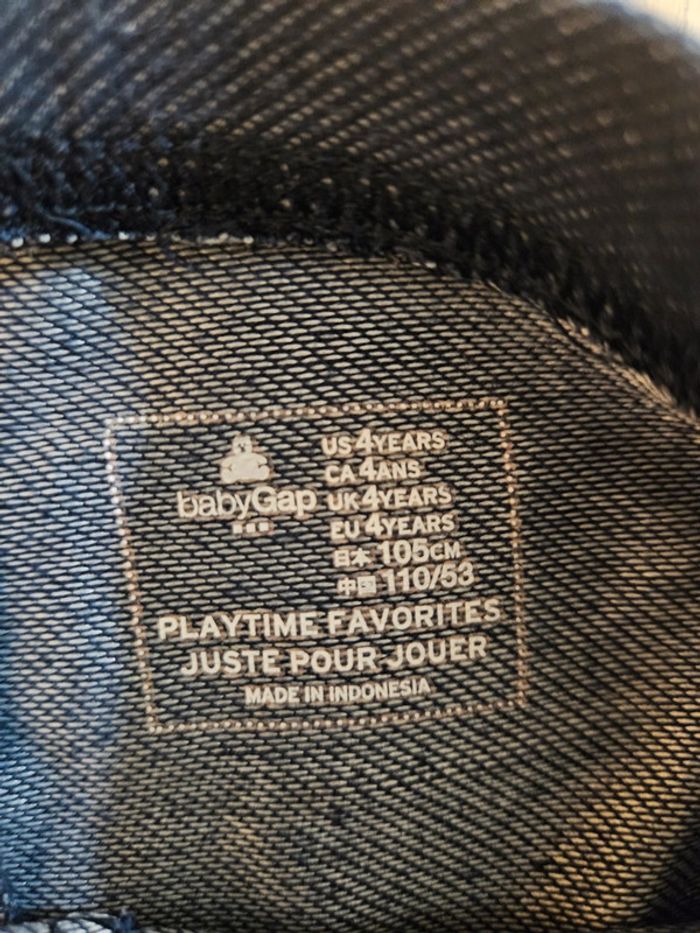 babyGap
US 4YEARS
CA 4ANS
UK 4YEARS
EU 4YEARS
日本 105CM
中国 110/53
PLAYTIME FAVORITES
JUSTE POUR JOUER
MADE IN INDONESIA